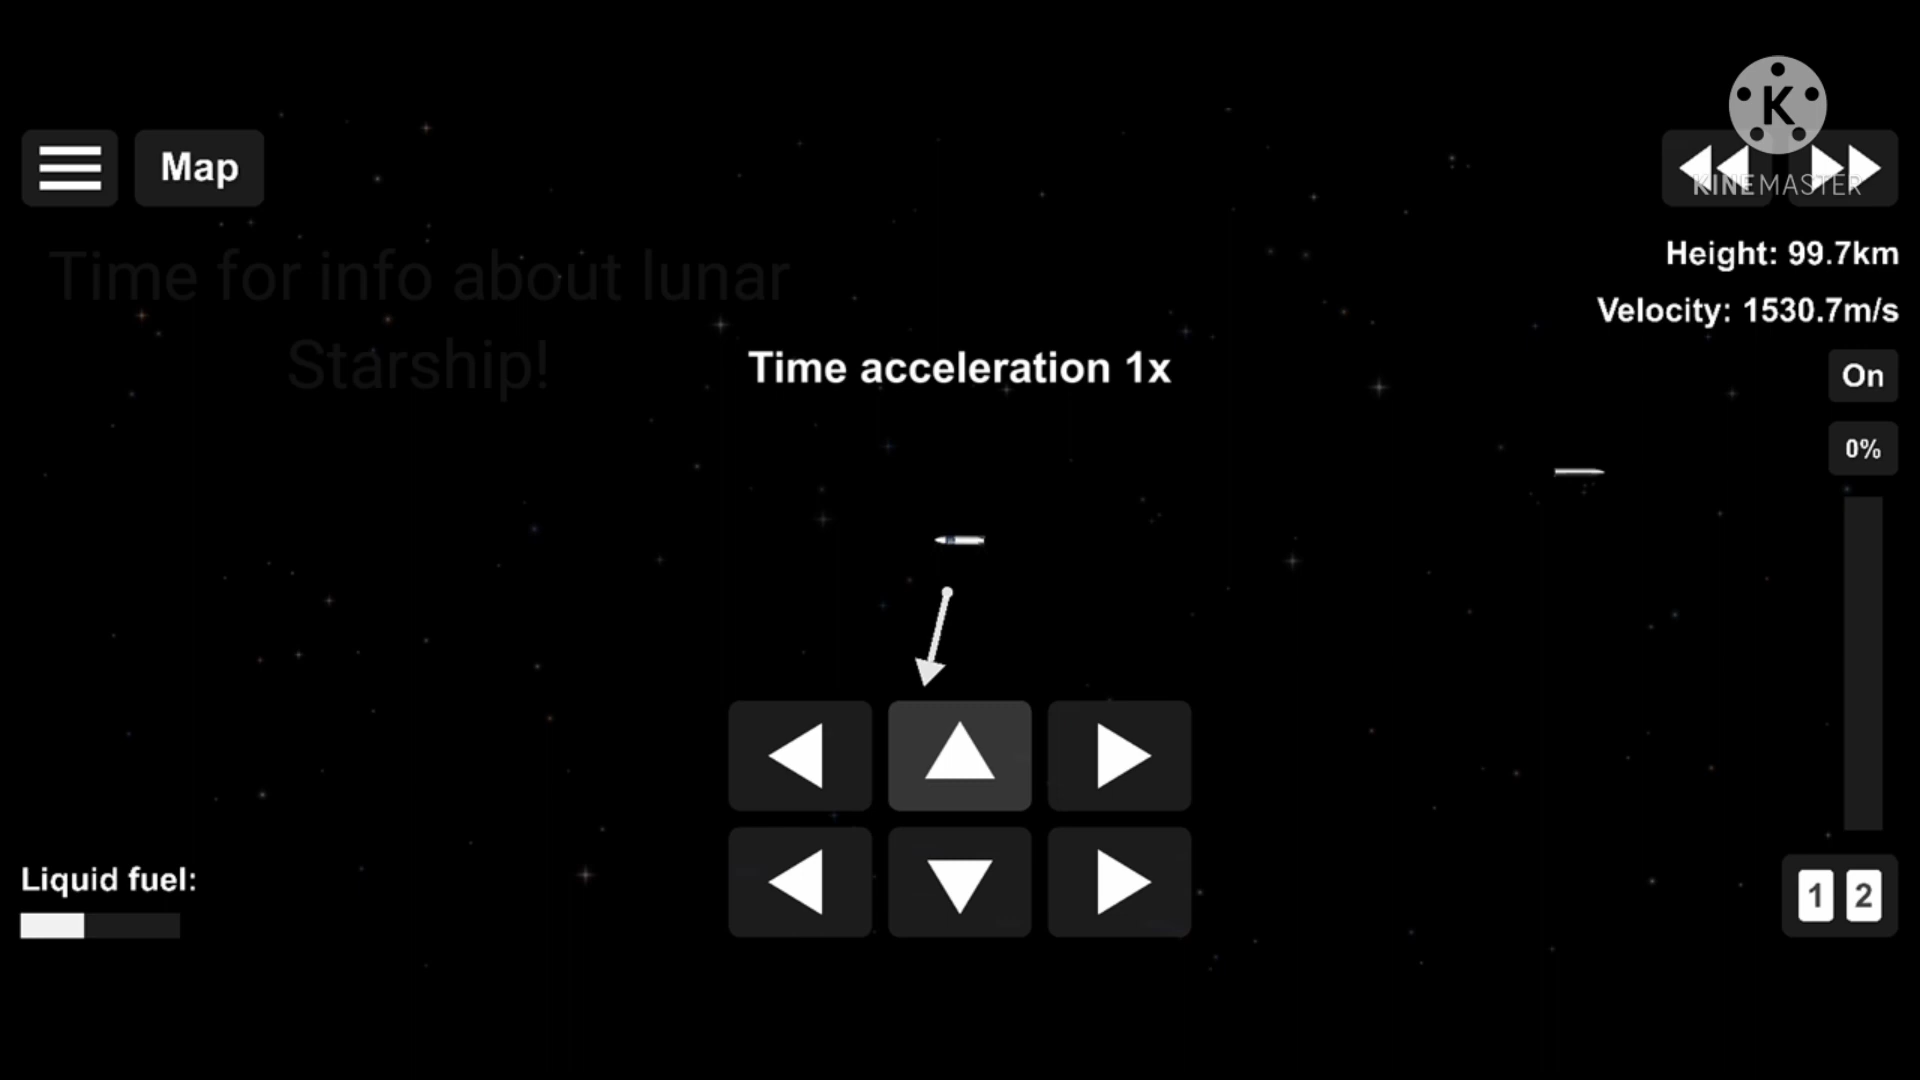 K
KINEMASTER
Map
Height: 99.7km
Velocity: 1530.7m/s
Time for info about lunar
Starship!
Time acceleration 1x
On
0%
Liquid fuel:
1 2